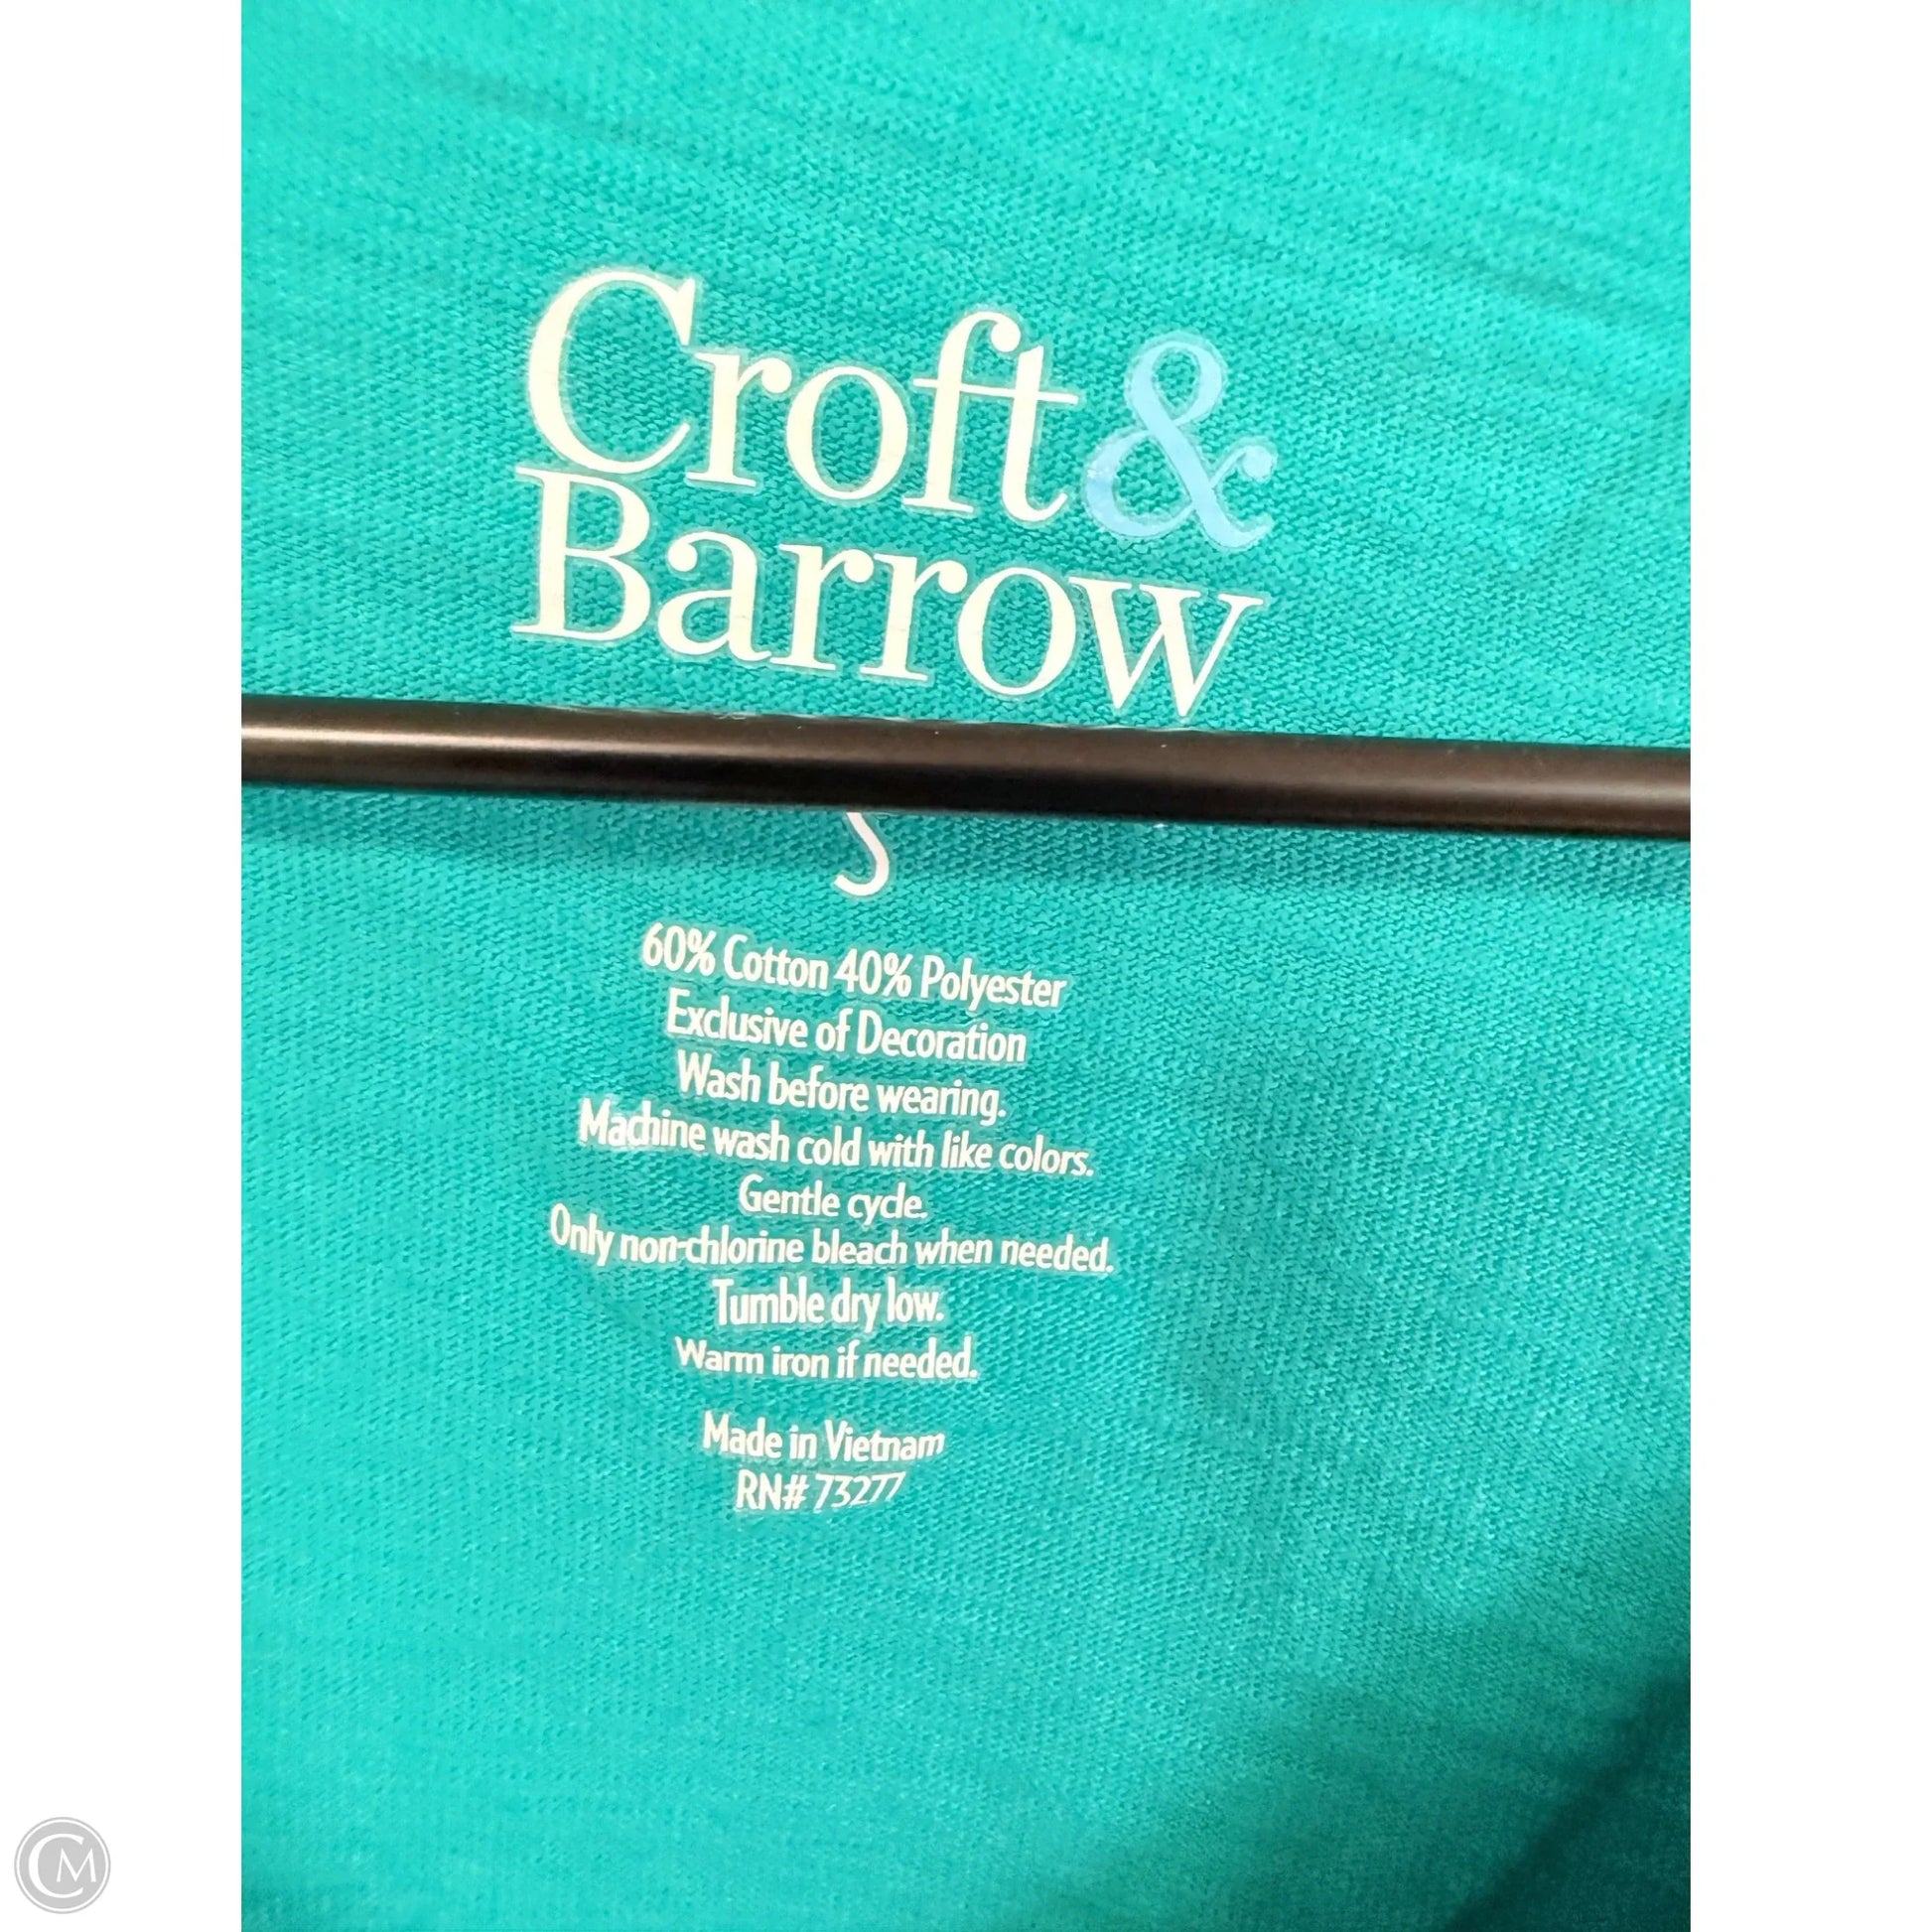 Croft &
Barrow
S
60% Cotton 40% Polyester
Exclusive of Decoration
Wash before wearing.
Machine wash cold with like colors.
Gentle cycle.
Only non-chlorine bleach when needed.
Tumble dry low.
Warm iron if needed.
Made in Vietnam
RN# 73277
CM